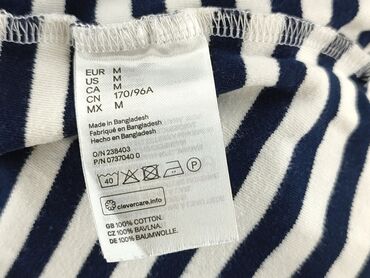 EUR M
US M
CA M
CN 170/96A
MX M
Made in Bangladesh
Fabriqué en Bangladesh
Hecho en Bangladesh
O/N 238403
P/N 0737040 0
40
clevercare.info
GB 100% COTTON.
CZ 100% BAVLNA.
DE 100% BAUMWOLLE.